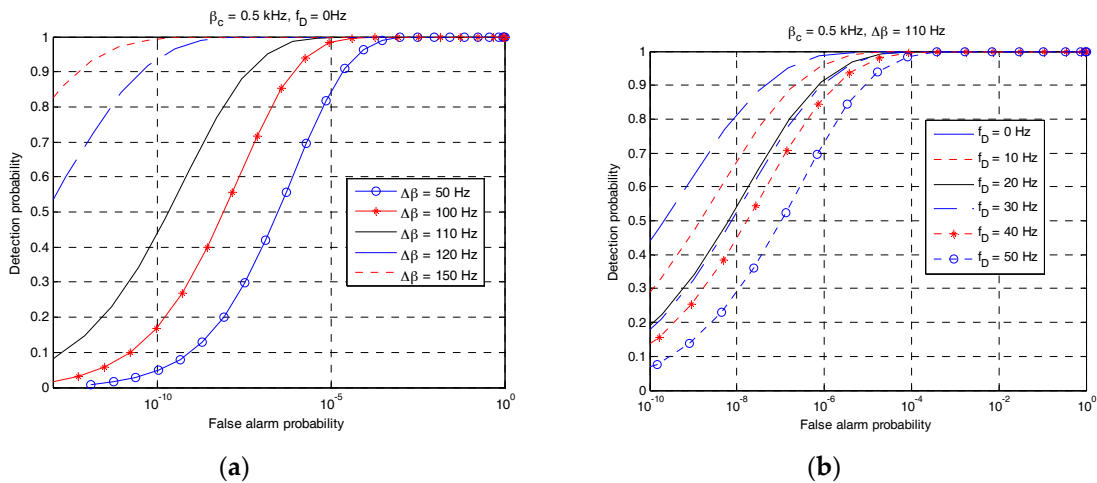 β_c = 0.5 kHz, f_D = 0Hz
1
0.9
0.8
0.7
0.6
0.5
0.4
0.3
0.2
0.1
0
Detection probability
Δβ = 50 Hz
Δβ = 100 Hz
Δβ = 110 Hz
Δβ = 120 Hz
Δβ = 150 Hz
10^-10
10^-5
10^0
False alarm probability
(a)
β_c = 0.5 kHz, Δβ = 110 Hz
1
0.9
0.8
0.7
0.6
0.5
0.4
0.3
0.2
0.1
0
Detection probability
f_D = 0 Hz
f_D = 10 Hz
f_D = 20 Hz
f_D = 30 Hz
f_D = 40 Hz
f_D = 50 Hz
10^-10
10^-8
10^-6
10^-4
10^-2
10^0
False alarm probability
(b)